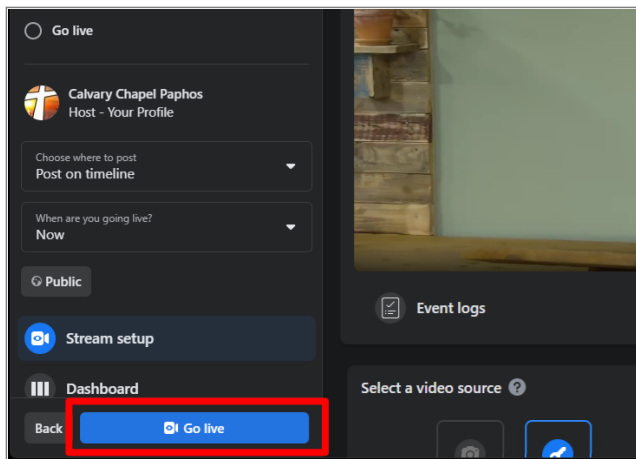 Go live
Calvary Chapel Paphos
Host - Your Profile
Choose where to post
Post on timeline
When are you going live?
Now
Public
Stream setup
Dashboard
Back
Go live
Event logs
Select a video source